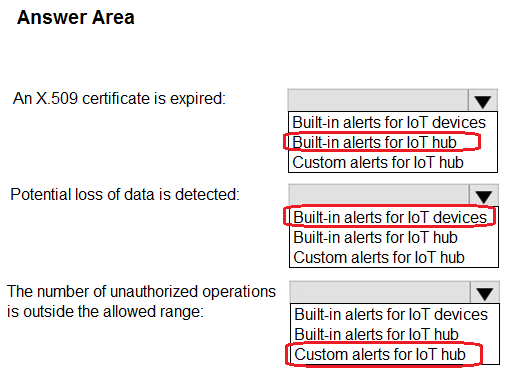 Answer Area
An X.509 certificate is expired:
Built-in alerts for IoT devices
Built-in alerts for IoT hub
Custom alerts for IoT hub
Potential loss of data is detected:
Built-in alerts for IoT devices
Built-in alerts for IoT hub
Custom alerts for IoT hub
The number of unauthorized operations
is outside the allowed range:
Built-in alerts for IoT devices
Built-in alerts for IoT hub
Custom alerts for IoT hub